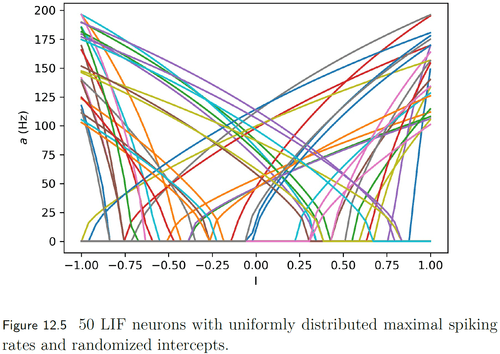 200
175
150
125
100
75
50
25
0
a (Hz)
−1.00 −0.75 −0.50 −0.25 0.00 0.25 0.50 0.75 1.00
I
Figure 12.5 50 LIF neurons with uniformly distributed maximal spiking
rates and randomized intercepts.